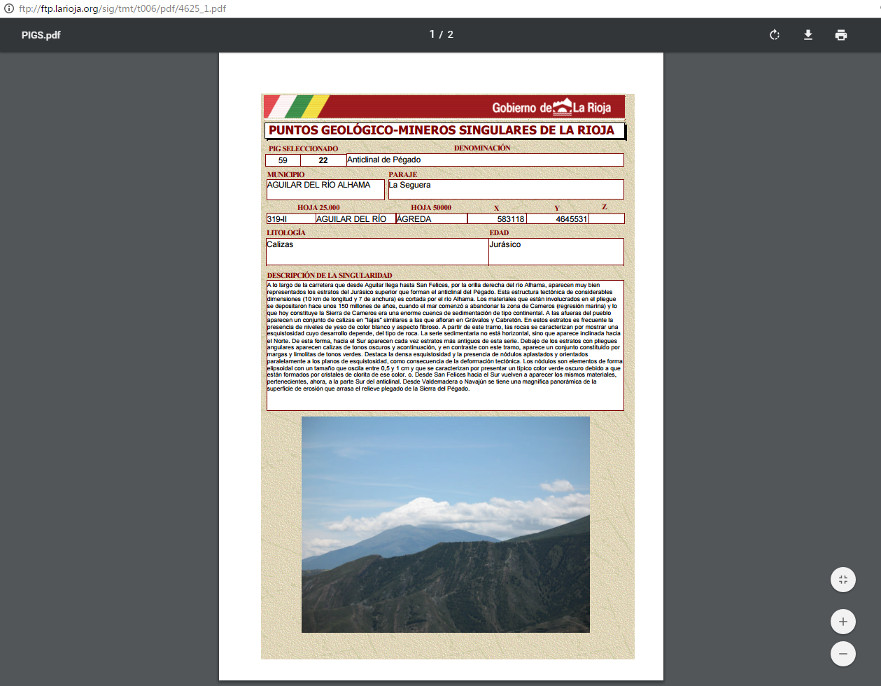 ftp://ftp.larioja.org/sig/tmt/t006/pdf/4625_1.pdf
PIGS.pdf
1 / 2
Gobierno de La Rioja
PUNTOS GEOLÓGICO-MINEROS SINGULARES DE LA RIOJA
PIG SELECCIONADO DENOMINACIÓN
59 22 Antidinal de Pégado
MUNICIPIO PARAJE
AGUILAR DEL RÍO ALHAMA La Seguera
HOJA 25.000 HOJA 50000 X Y Z
319-II AGUILAR DEL RÍO ÁGREDA 583118 4645531
LITOLOGÍA EDAD
Calizas Jurásico
DESCRIPCIÓN DE LA SINGULARIDAD
A lo largo de la carretera que desde Aguilar llega hasta San Felices, por la orilla derecha del río Alhama, aparecen muy bien
representados los estratos del Jurásico superior que forman el anticlinal del Pégado. Esta estructura tectónica de considerables
dimensiones (10 km de longitud y 7 de anchura) es cortada por el río Alhama. Los materiales que están involucrados en el pliegue
se depositaron hace unos 150 millones de años, cuando el mar comenzó a abandonar la zona de Cameros (regresión marina) y lo
que hoy constituye la Sierra de Cameros era una enorme cuenca de sedimentación de tipo continental. A las afueras del pueblo
aparecen un conjunto de calizas en "lajas" similares a las que afloran en Grávalos y Cabretón. En estos estratos es frecuente la
presencia de niveles de yeso de color blanco y aspecto fibroso. A partir de este tramo, las rocas se caracterizan por mostrar una
esquistosidad cuyo desarrollo depende, del tipo de roca. La serie sedimentaria no está horizontal, sino que aparece inclinada hacia
el Norte. De esta forma, hacia el Sur aparecen cada vez estratos más antiguos de esta serie. Debajo de los estratos con pliegues
angulares aparecen calizas de tonos oscuros y acontinuación, y en contraste con este tramo, aparece un conjunto constituido por
margas y limolitas de tonos verdes. Destaca la densa esquistosidad y la presencia de nódulos aplastados y orientados
paralelamente a los planos de esquistosidad, como consecuencia de la deformación tectónica. Los nódulos son elementos de forma
elipsoidal con un tamaño que oscila entre 0,5 y 1 cm y que se caracterizan por presentar un típico color verde oscuro debido a que
están formados por cristales de clorita de ese color, o. Desde San Felices hacia el Sur vuelven a aparecer los mismos materiales,
pertenecientes, ahora, a la parte Sur del anticlinal. Desde Valdemadera o Navajún se tiene una magnífica panorámica de la
superficie de erosión que arrasa el relieve plegado de la Sierra del Pégado.